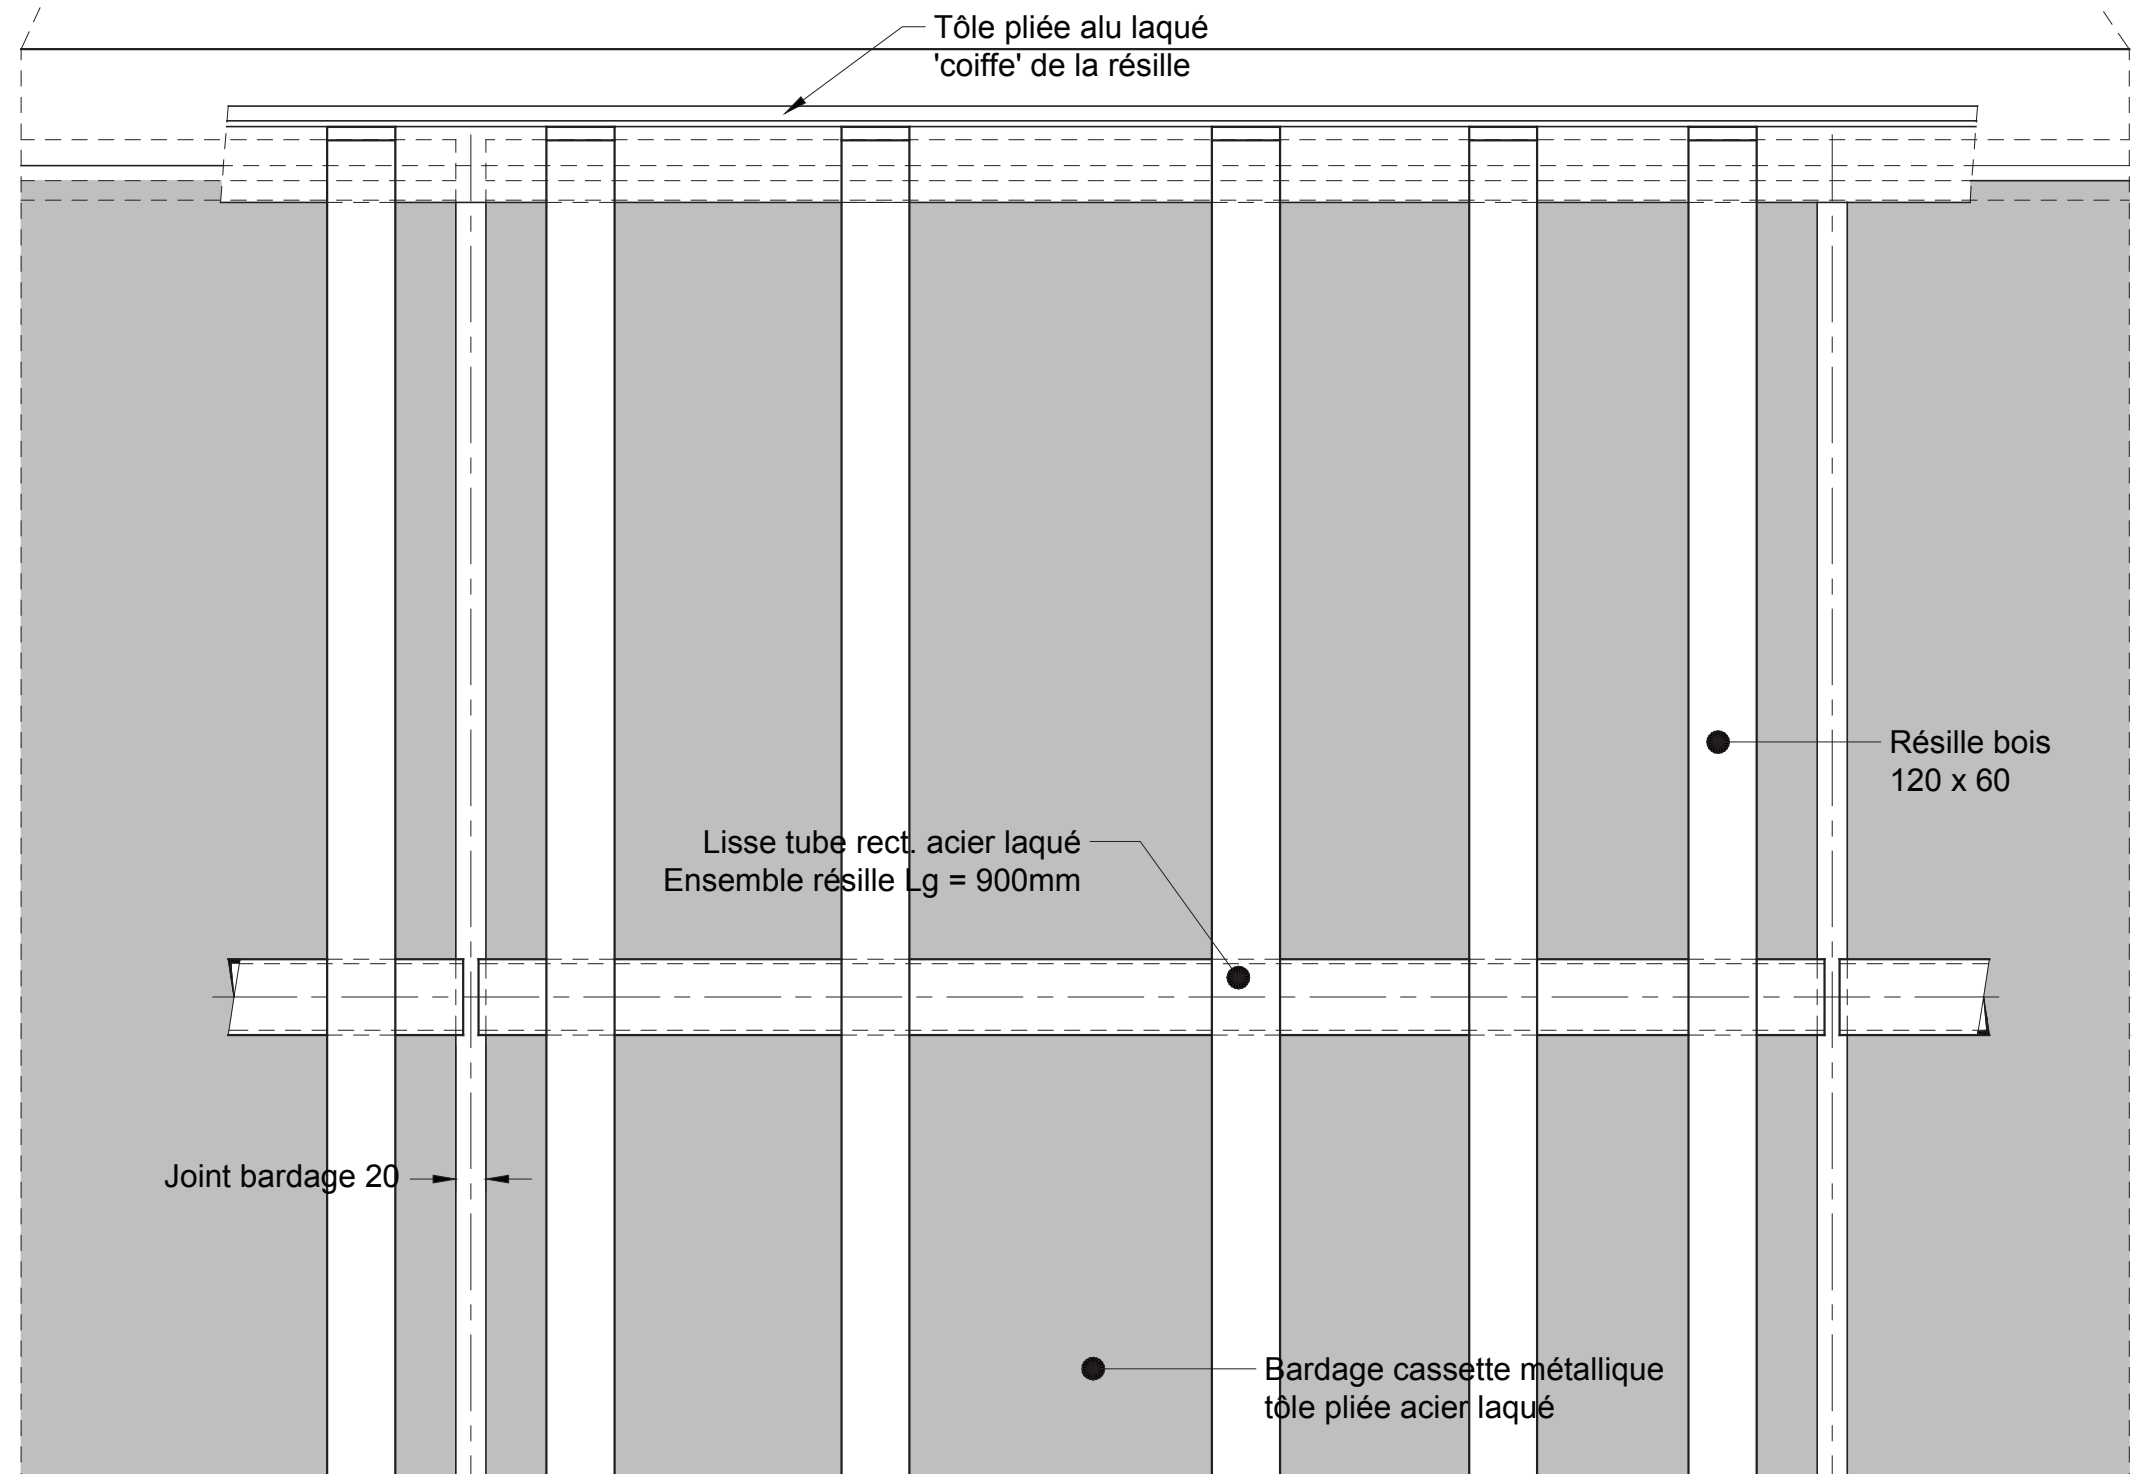 Tôle pliée alu laqué
'coiffe' de la résille
Résille bois
120 x 60
Lisse tube rect. acier laqué
Ensemble résille Lg = 900mm
Joint bardage 20
Bardage cassette métallique
tôle pliée acier laqué